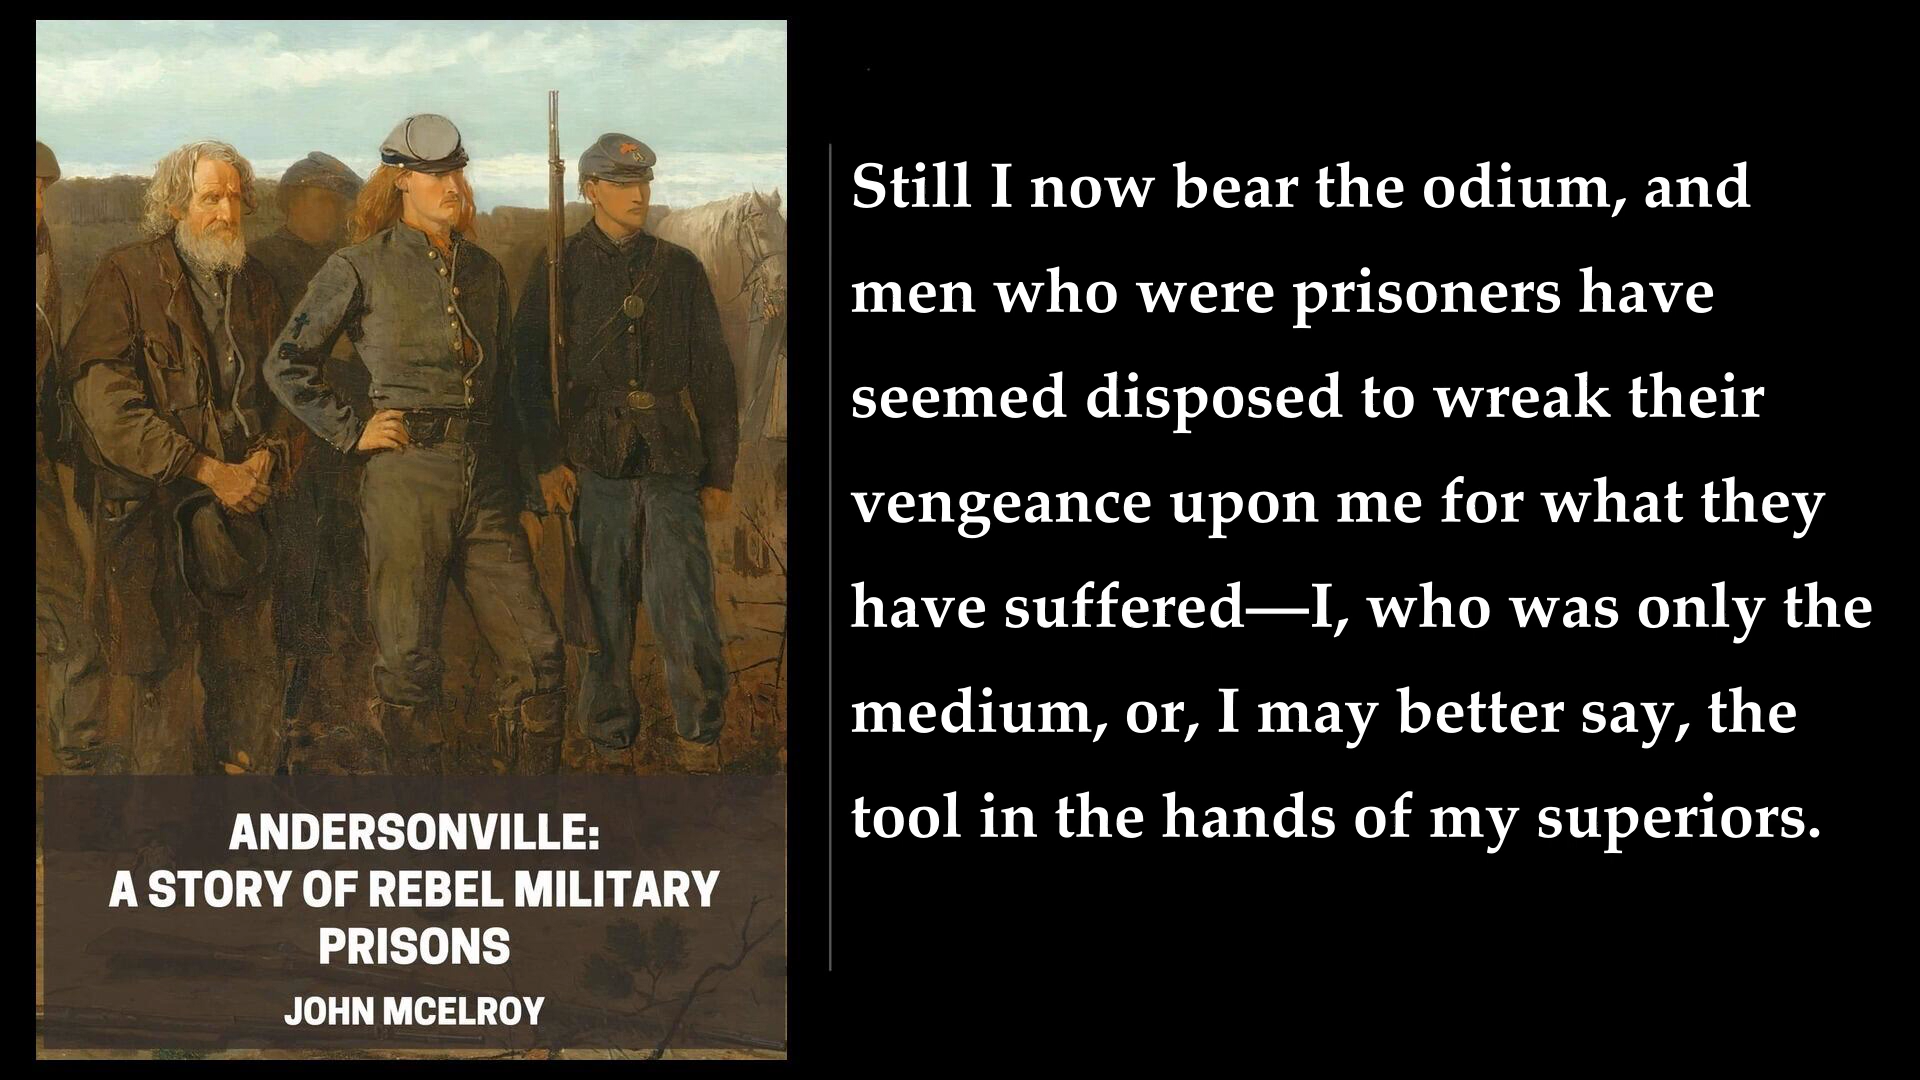 Still I now bear the odium, and
men who were prisoners have
seemed disposed to wreak their
vengeance upon me for what they
have suffered—I, who was only the
medium, or, I may better say, the
tool in the hands of my superiors.
ANDERSONVILLE:
A STORY OF REBEL MILITARY
PRISONS
JOHN MCELROY